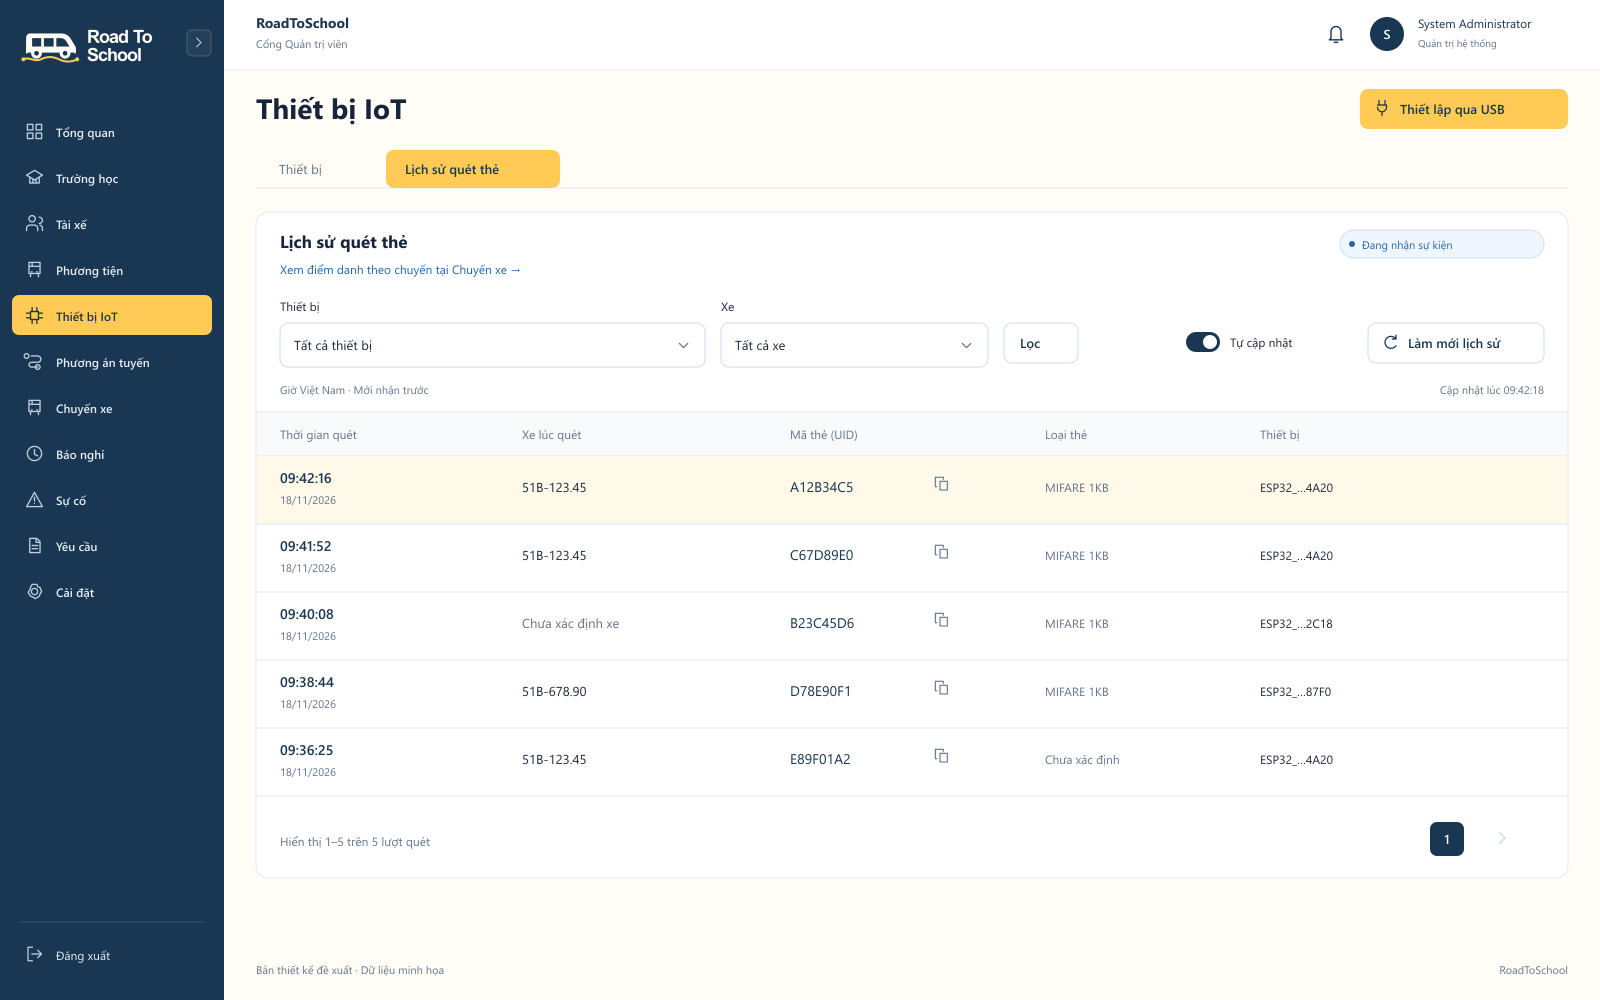 Road To
School
RoadToSchool
Cổng Quản trị viên
S
System Administrator
Quản trị hệ thống
Tổng quan
Trường học
Tài xế
Phương tiện
Thiết bị IoT
Phương án tuyến
Chuyến xe
Báo nghỉ
Sự cố
Yêu cầu
Cài đặt
Đăng xuất
Thiết bị IoT
Thiết lập qua USB
Thiết bị
Lịch sử quét thẻ
Lịch sử quét thẻ
Đang nhận sự kiện
Xem điểm danh theo chuyến tại Chuyến xe →
Thiết bị
Xe
Tất cả thiết bị
Tất cả xe
Lọc
Tự cập nhật
Làm mới lịch sử
Giờ Việt Nam · Mới nhận trước
Cập nhật lúc 09:42:18
Thời gian quét Xe lúc quét Mã thẻ (UID) Loại thẻ Thiết bị
09:42:16
18/11/2026
51B-123.45 A12B34C5 MIFARE 1KB ESP32_...4A20
09:41:52
18/11/2026
51B-123.45 C67D89E0 MIFARE 1KB ESP32_...4A20
09:40:08
18/11/2026
Chưa xác định xe B23C45D6 MIFARE 1KB ESP32_...2C18
09:38:44
18/11/2026
51B-678.90 D78E90F1 MIFARE 1KB ESP32_...87F0
09:36:25
18/11/2026
51B-123.45 E89F01A2 Chưa xác định ESP32_...4A20
Hiển thị 1–5 trên 5 lượt quét
1
Bản thiết kế đề xuất · Dữ liệu minh họa
RoadToSchool